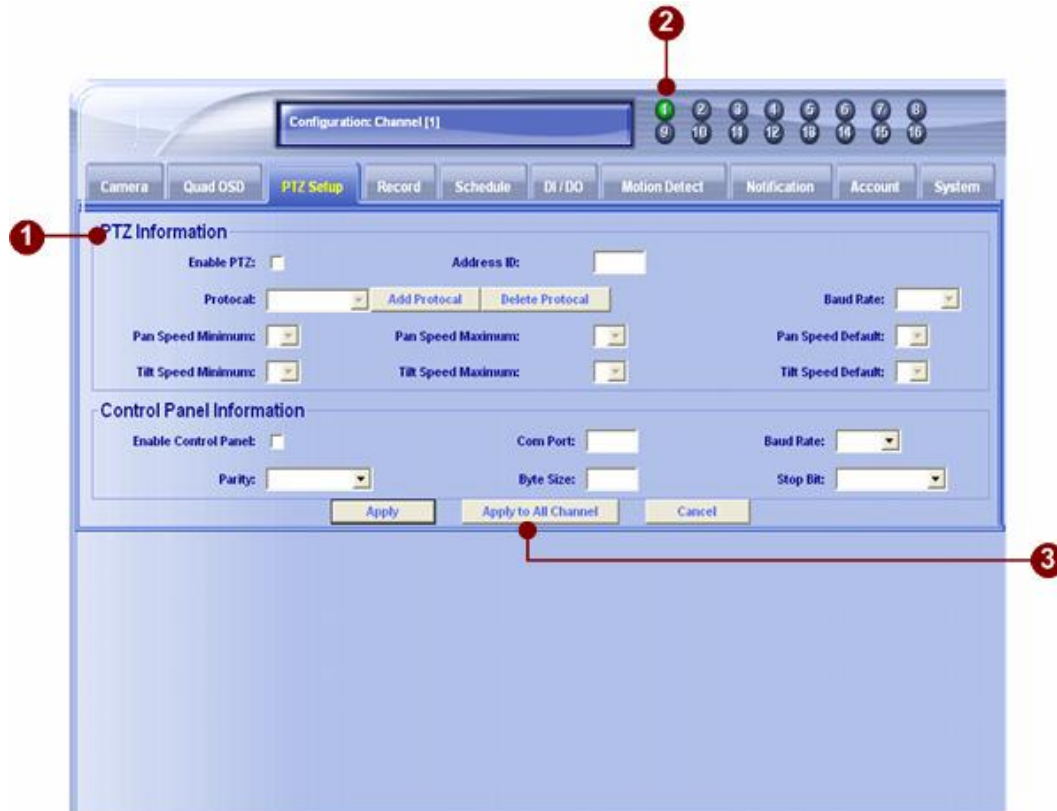 2
Configuration: Channel [1]
1 2 3 4 5 6 7 8
9 10 11 12 13 14 15 16
Camera Quad OSD PTZ Setup Record Schedule DI / DO Motion Detect Notification Account System
1
PTZ Information
Enable PTZ: Address ID:
Protocal: Add Protocal Delete Protocal Baud Rate:
Pan Speed Minimum: Pan Speed Maximum: Pan Speed Default:
Tilt Speed Minimum: Tilt Speed Maximum: Tilt Speed Default:
Control Panel Information
Enable Control Panel: Com Port: Baud Rate:
Parity: Byte Size: Stop Bit:
Apply Apply to All Channel Cancel
3